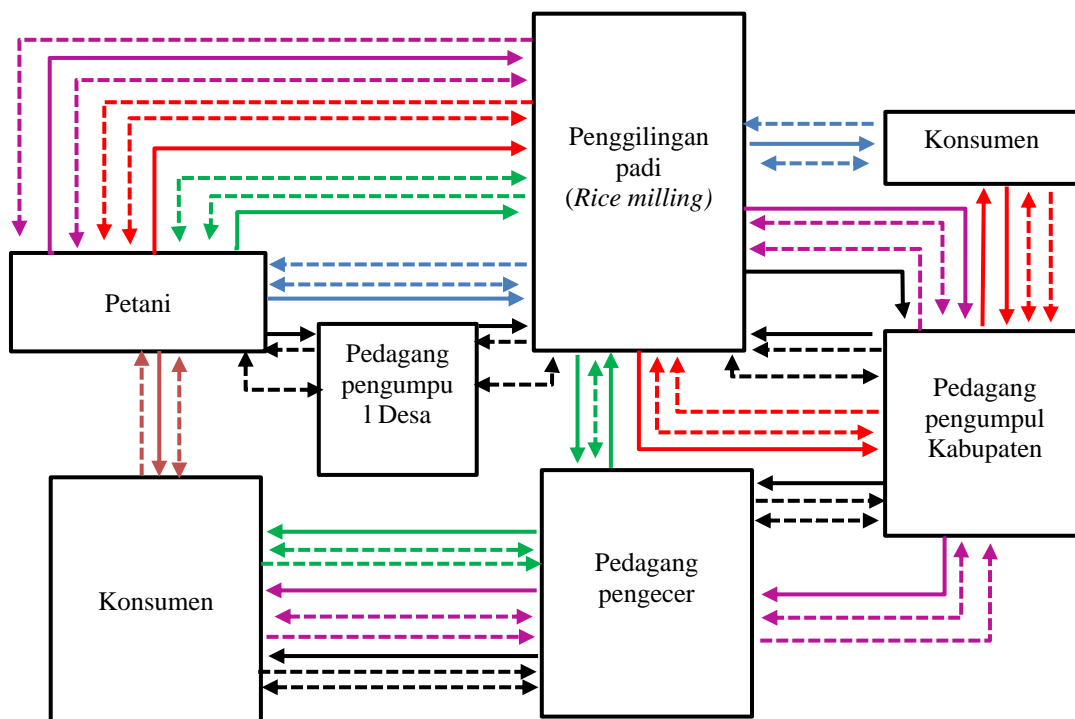 Penggilingan
padi
(Rice milling)
Konsumen
Petani
Pedagang
pengumpu
l Desa
Pedagang
pengumpul
Kabupaten
Konsumen
Pedagang
pengecer